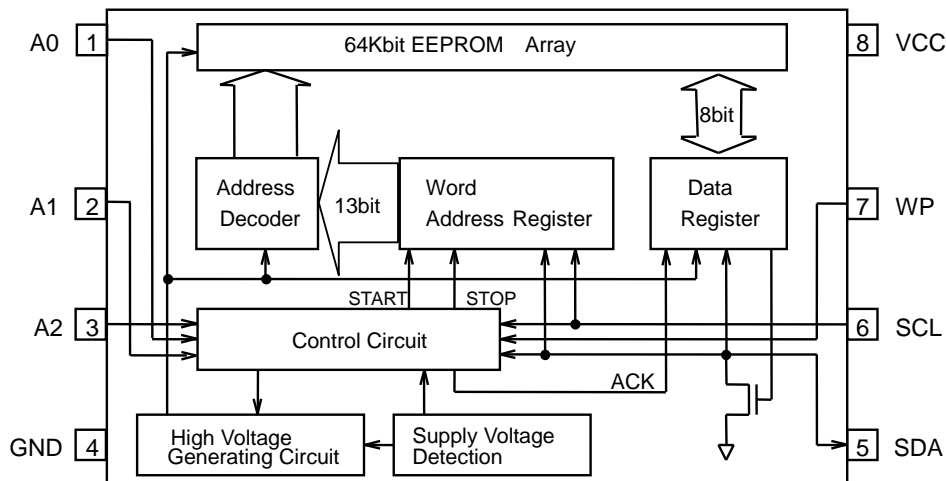 A0 1
64Kbit EEPROM Array
8 VCC
8bit
A1 2
Address
Decoder
13bit
Word
Address Register
Data
Register
7 WP
START
STOP
A2 3
Control Circuit
6 SCL
ACK
GND 4
High Voltage
Generating Circuit
Supply Voltage
Detection
5 SDA